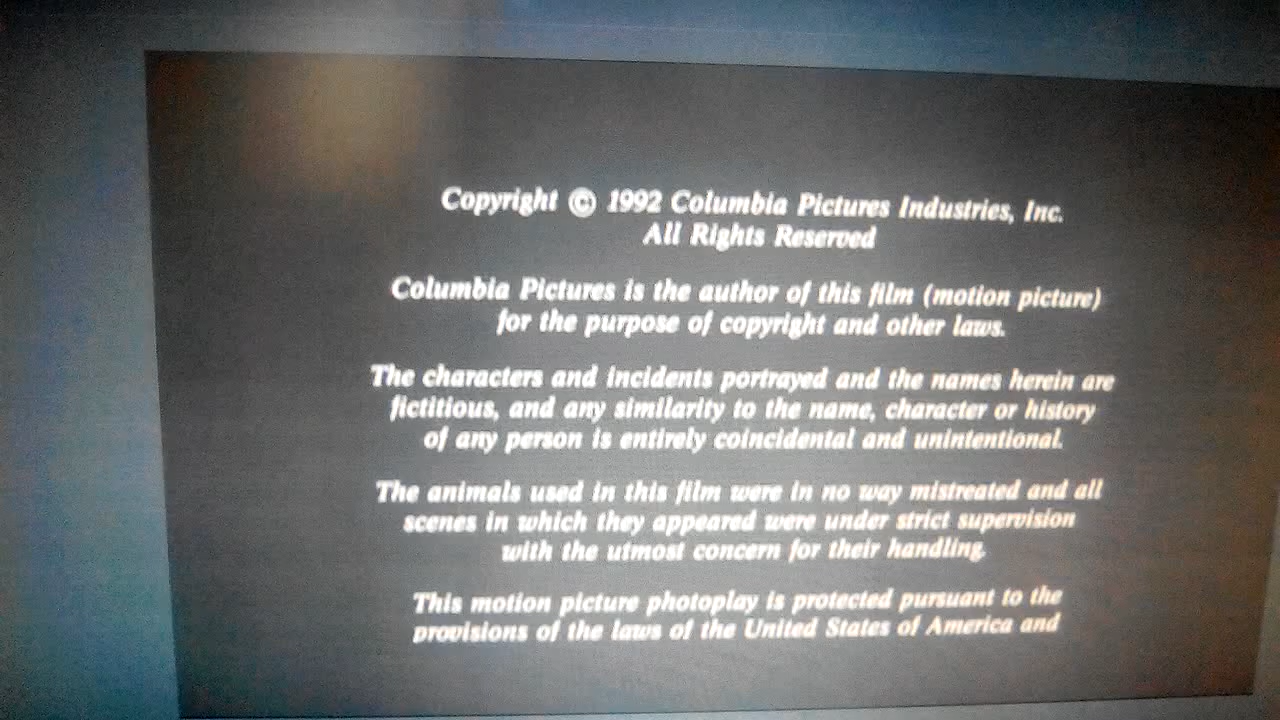 Copyright © 1992 Columbia Pictures Industries, Inc.
All Rights Reserved
Columbia Pictures is the author of this film (motion picture)
for the purpose of copyright and other laws.
The characters and incidents portrayed and the names herein are
fictitious, and any similarity to the name, character or history
of any person is entirely coincidental and unintentional.
The animals used in this film were in no way mistreated and all
scenes in which they appeared were under strict supervision
with the utmost concern for their handling.
This motion picture photoplay is protected pursuant to the
provisions of the laws of the United States of America and